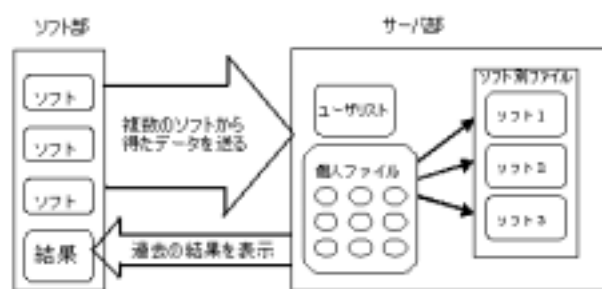 ソフト部
ソフト
ソフト
ソフト
結果
複数のソフトから
得たデータを送る
過去の結果を表示
サーバ部
ユーザリスト
個人ファイル
ソフト別ファイル
ソフト1
ソフト2
ソフト3